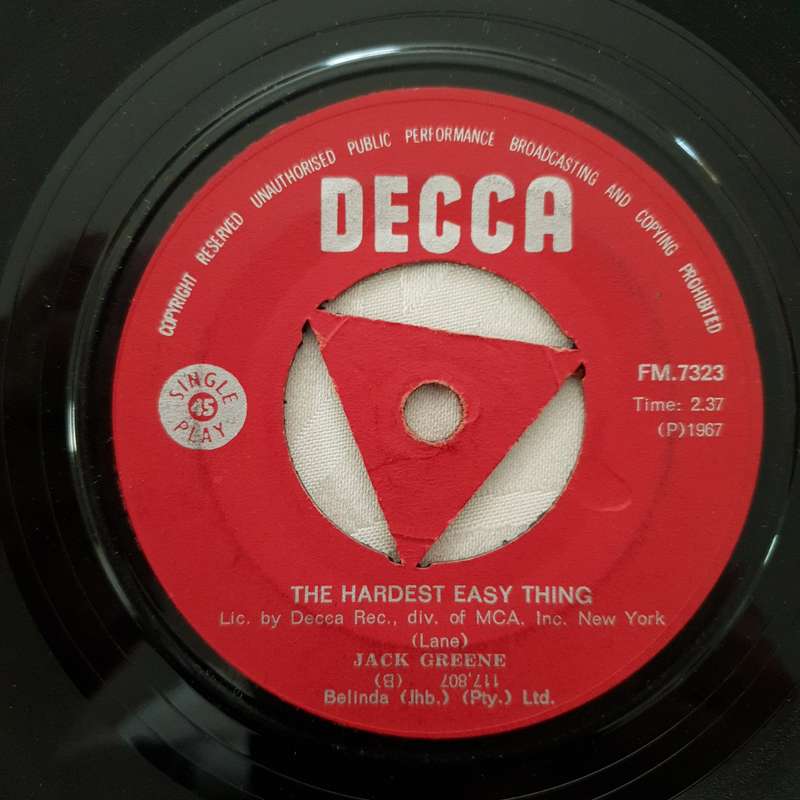 COPYRIGHT RESERVED UNAUTHORISED PUBLIC PERFORMANCE BROADCASTING AND COPYING PROHIBITED
DECCA
SINGLE
45
PLAY
FM.7323
Time: 2.37
(P)1967
THE HARDEST EASY THING
Lic. by Decca Rec., div. of MCA. Inc. New York
(Lane)
JACK GREENE
117,807 (B)
Belinda (Jhb.) (Pty.) Ltd.